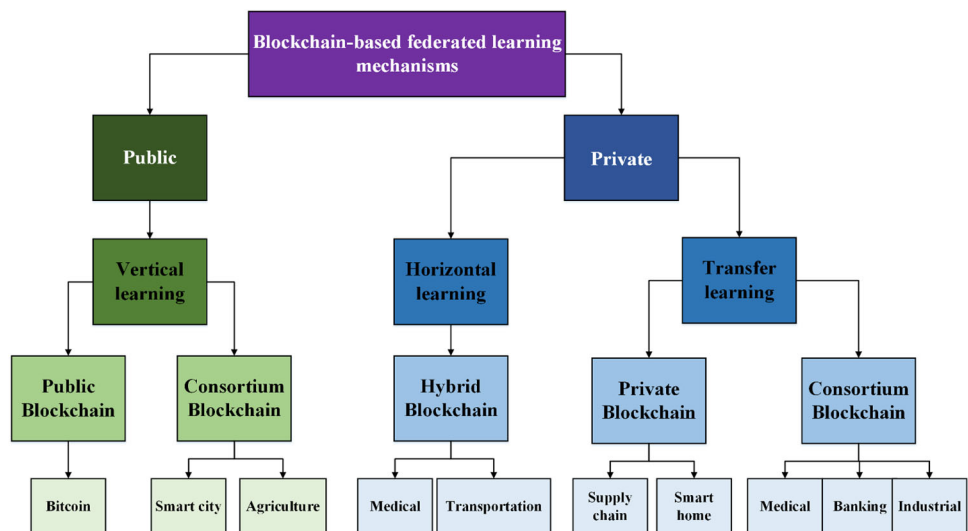 Blockchain-based federated learning
mechanisms
Public
Private
Vertical
learning
Horizontal
learning
Transfer
learning
Public
Blockchain
Consortium
Blockchain
Hybrid
Blockchain
Private
Blockchain
Consortium
Blockchain
Bitcoin
Smart city
Agriculture
Medical
Transportation
Supply
chain
Smart
home
Medical
Banking
Industrial